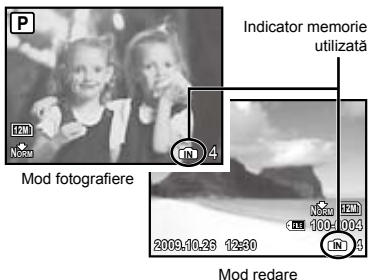 Indicator memorie
utilizată
P
12M
NORM
IN 4
Mod fotografiere
NORM 12M
FILE 100-0004
2009.10.26 12:30
IN 4
Mod redare